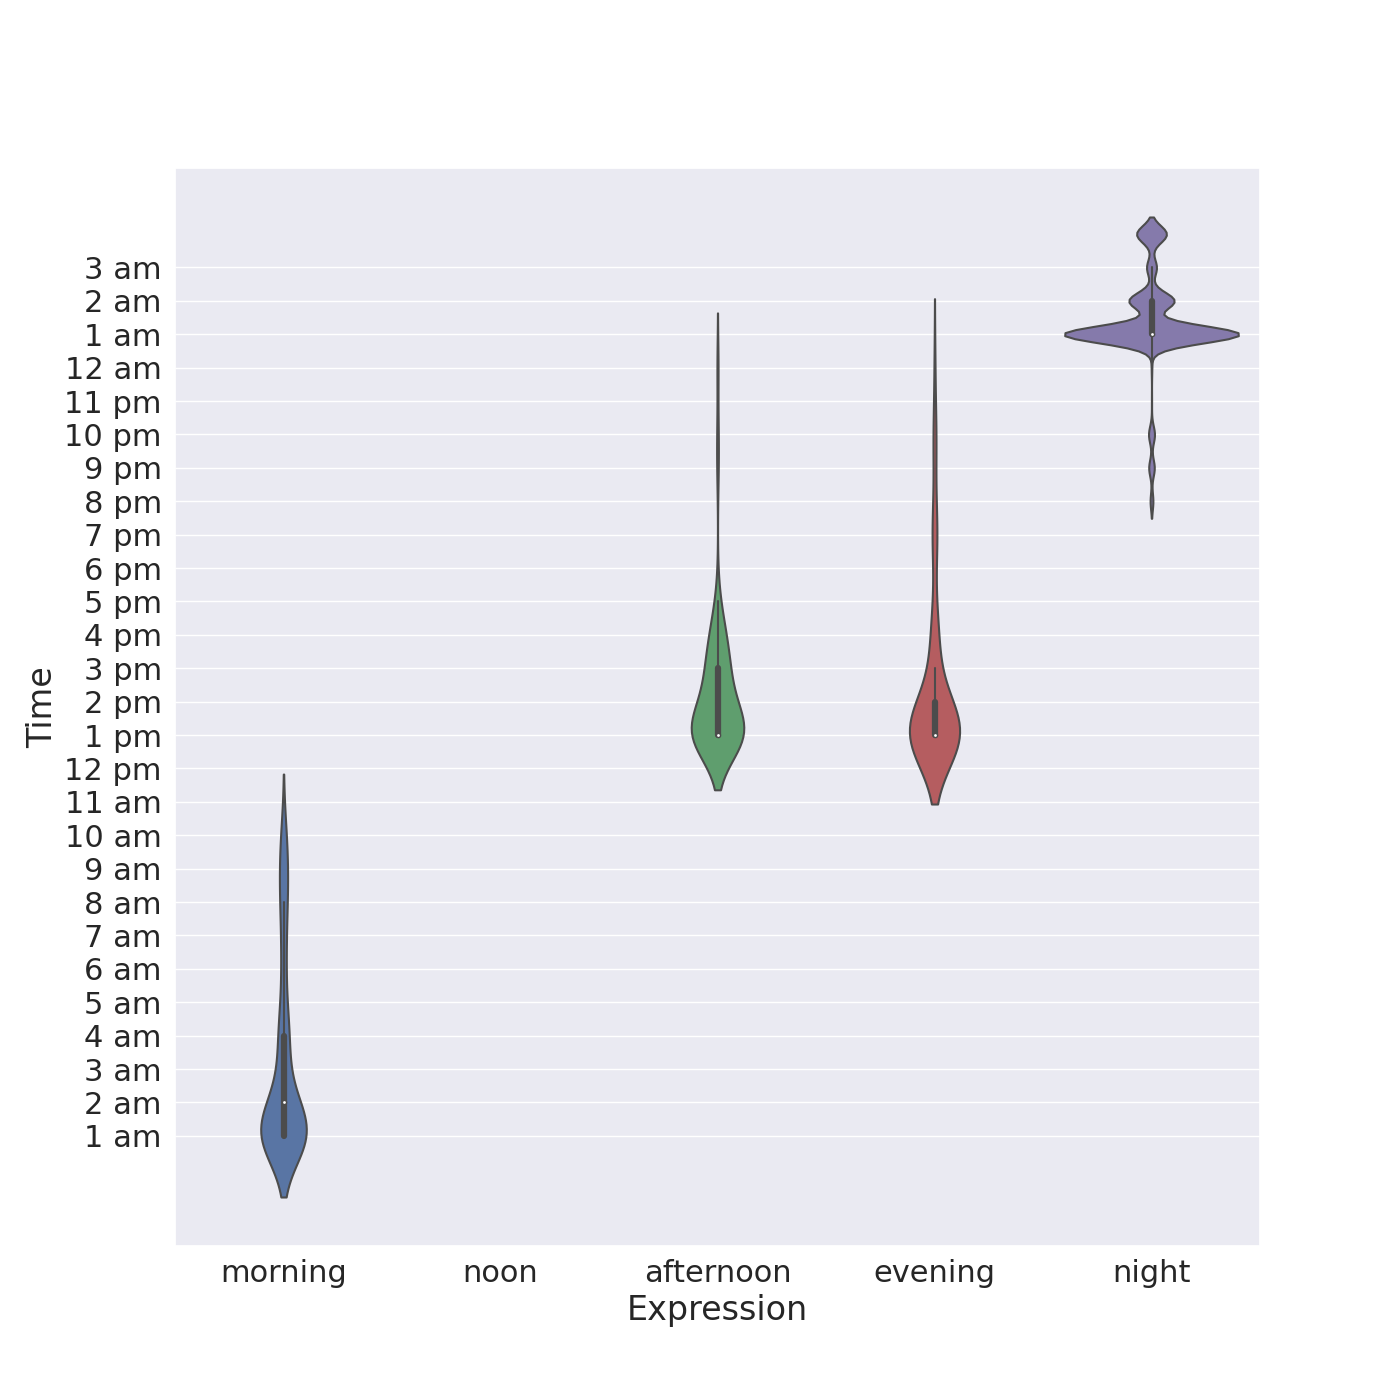 3 am
2 am
1 am
12 am
11 pm
10 pm
9 pm
8 pm
7 pm
6 pm
5 pm
4 pm
3 pm
2 pm
1 pm
12 pm
11 am
10 am
9 am
8 am
7 am
6 am
5 am
4 am
3 am
2 am
1 am
Time
morning noon afternoon evening night
Expression